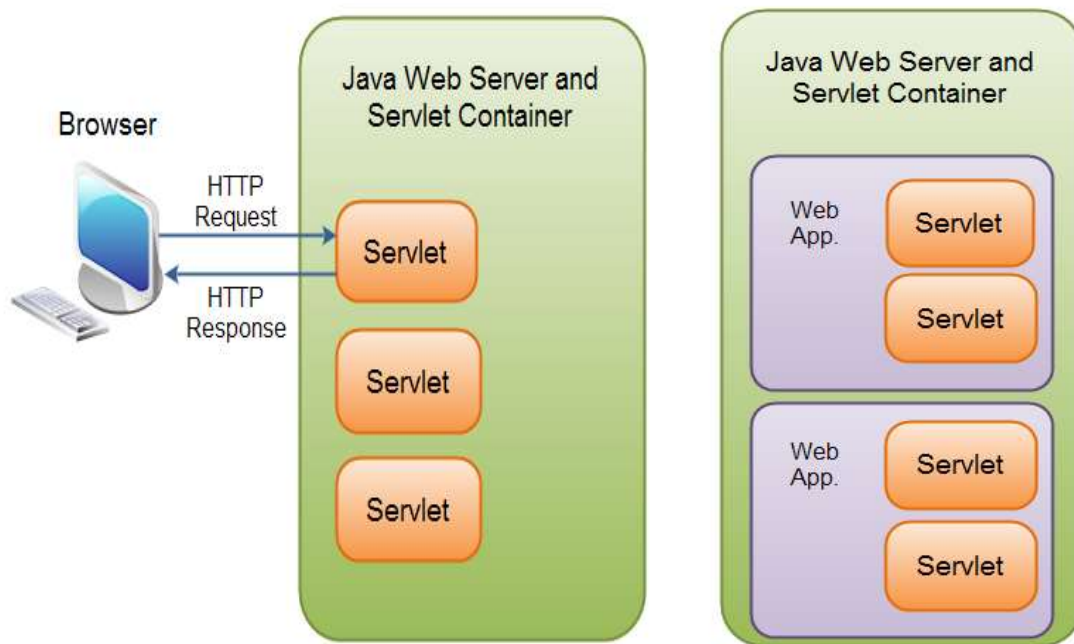 Java Web Server and
Servlet Container
Browser
HTTP
Request
Servlet
HTTP
Response
Servlet
Servlet
Java Web Server and
Servlet Container
Web
App.
Servlet
Servlet
Web
App.
Servlet
Servlet